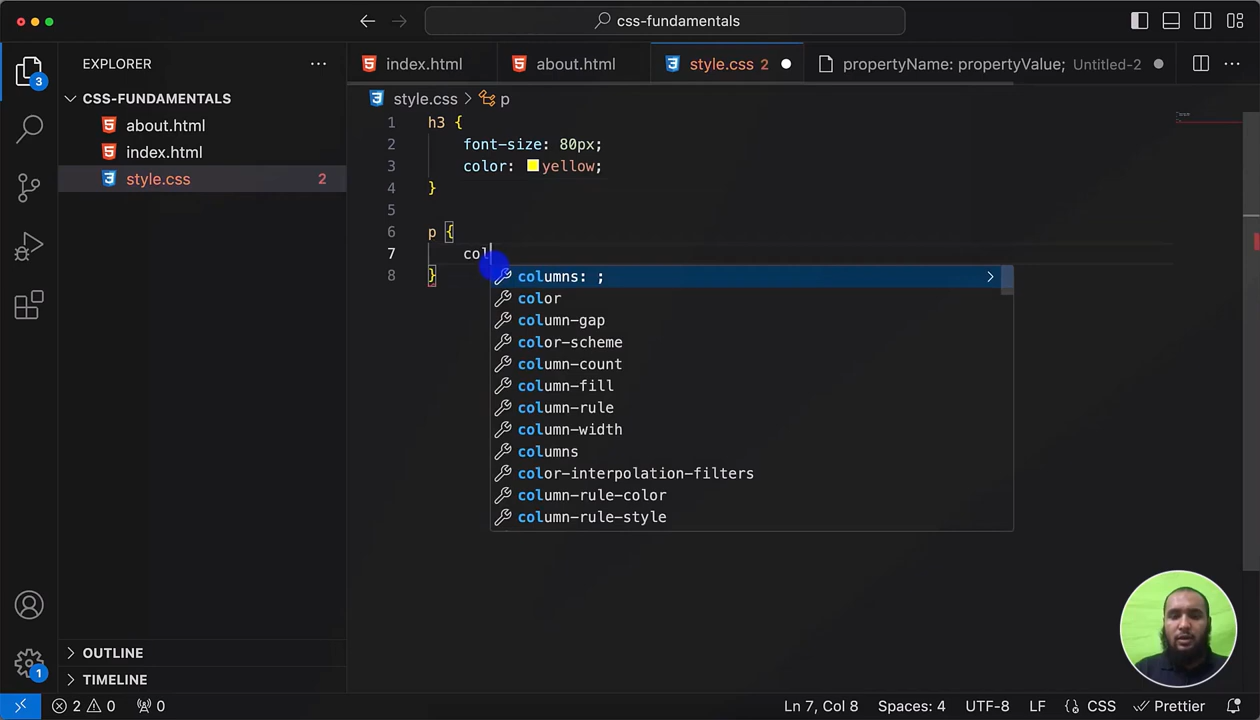 css-fundamentals
EXPLORER
index.html
about.html
style.css 2
propertyName: propertyValue; Untitled-2
3
CSS-FUNDAMENTALS
about.html
index.html
style.css 2
style.css > p
1 h3 {
2 font-size: 80px;
3 color: yellow;
4 }
5
6 p {
7 col
8 }
columns: ;
color
column-gap
color-scheme
column-count
column-fill
column-rule
column-width
columns
color-interpolation-filters
column-rule-color
column-rule-style
OUTLINE
1
TIMELINE
2 0 0 Ln 7, Col 8 Spaces: 4 UTF-8 LF {} CSS Prettier